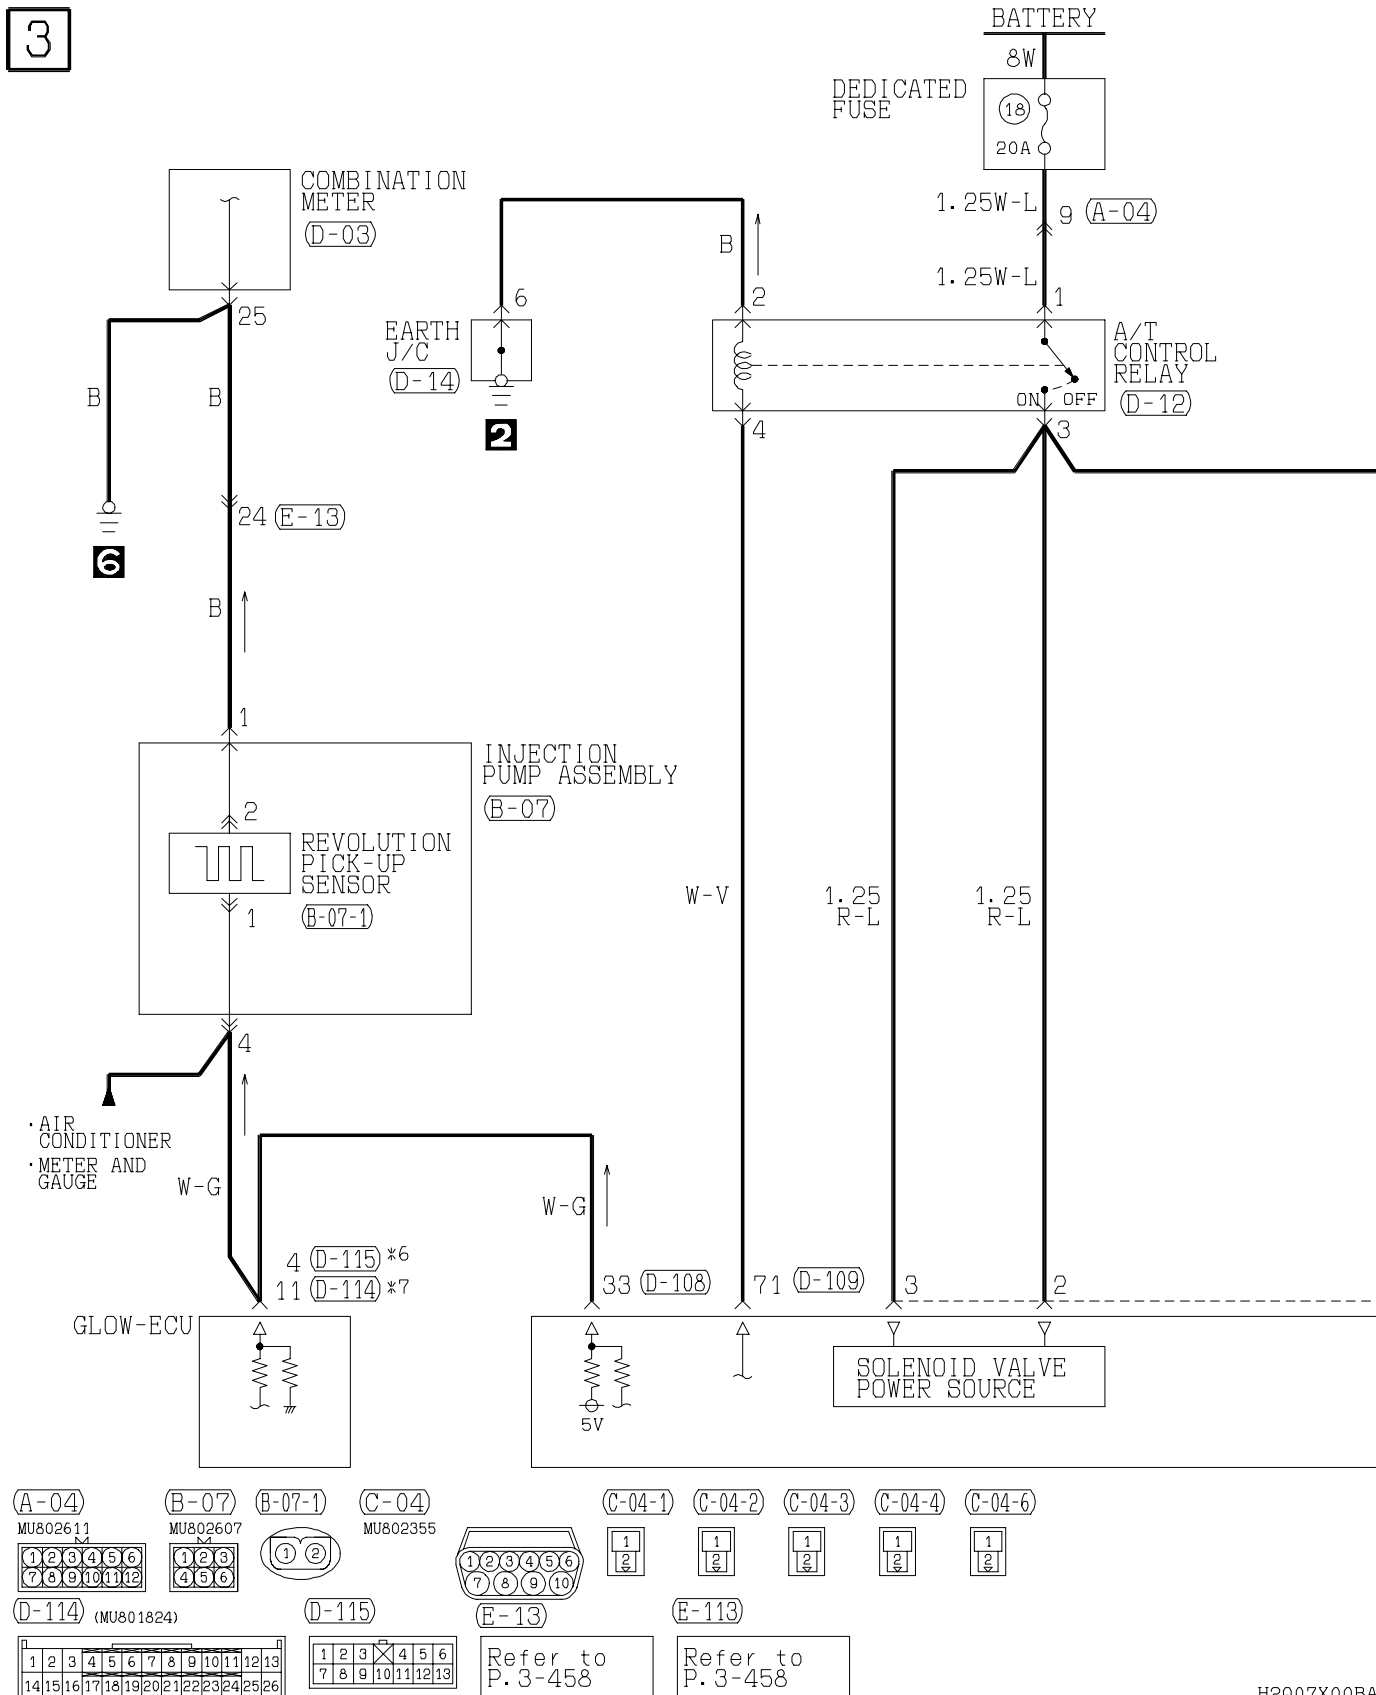 3
BATTERY
8W
DEDICATED
FUSE
18
20A
COMBINATION
METER
(D-03)
1.25W-L
9 (A-04)
B
1.25W-L
6
2
1
25
EARTH
J/C
(D-14)
A/T
CONTROL
RELAY
(D-12)
ON OFF
B
B
2
4
3
24 (E-13)
6
B
1
INJECTION
PUMP ASSEMBLY
(B-07)
2
REVOLUTION
PICK-UP
SENSOR
(B-07-1)
1
W-V
1.25
R-L
1.25
R-L
4
·AIR
CONDITIONER
·METER AND
GAUGE
W-G
W-G
4 (D-115) *6
11 (D-114) *7
33 (D-108)
71 (D-109)
3
2
GLOW-ECU
SOLENOID VALVE
POWER SOURCE
5V
(A-04)
MU802611
1 2 3 4 5 6
7 8 9 10 11 12
(B-07)
MU802607
1 2 3
4 5 6
(B-07-1)
1 2
(C-04)
MU802355
1 2 3 4 5 6
7 8 9 10
(C-04-1)
1
2
(C-04-2)
1
2
(C-04-3)
1
2
(C-04-4)
1
2
(C-04-6)
1
2
(D-114) (MU801824)
1 2 3 4 5 6 7 8 9 10 11 12 13
14 15 16 17 18 19 20 21 22 23 24 25 26
(D-115)
1 2 3 4 5 6
7 8 9 10 11 12 13
(E-13)
Refer to
P.3-458
(E-113)
Refer to
P.3-458
H2007X00BA